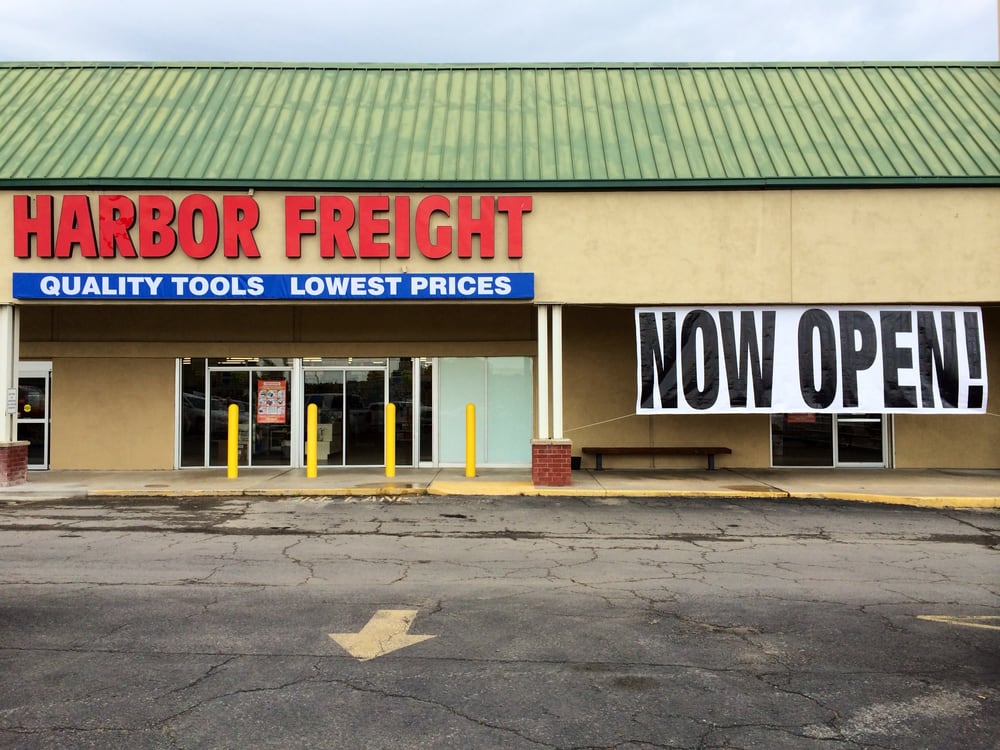 HARBOR FREIGHT
QUALITY TOOLS LOWEST PRICES
NOW OPEN!